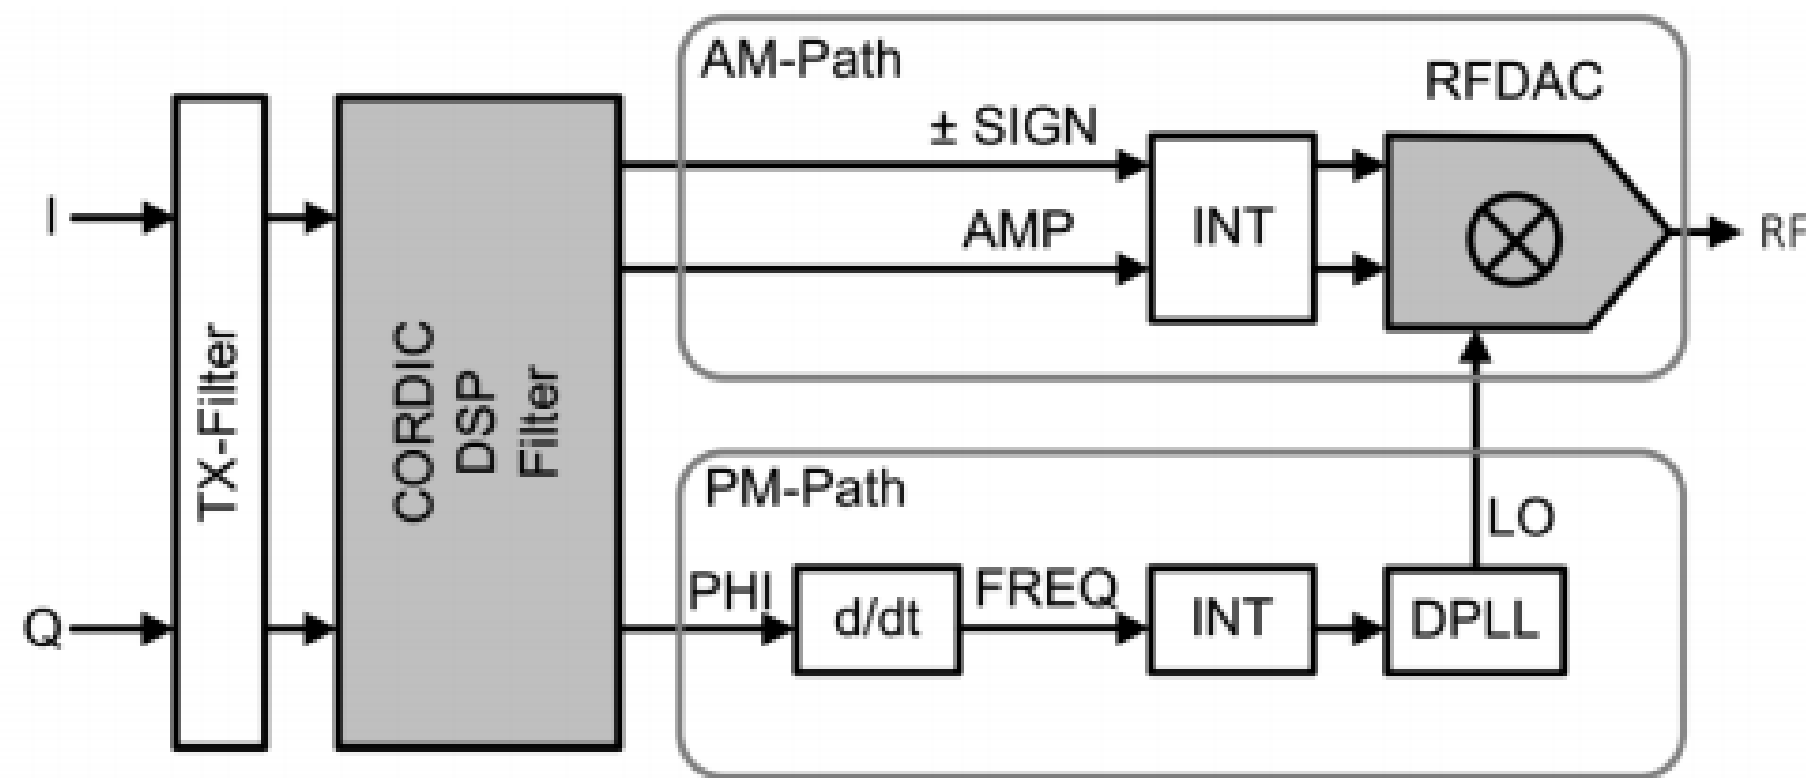 AM-Path
RFDAC
± SIGN
I
INT
AMP
RF
CORDIC
DSP
Filter
TX-Filter
PM-Path
LO
PHI
FREQ
Q
d/dt
INT
DPLL